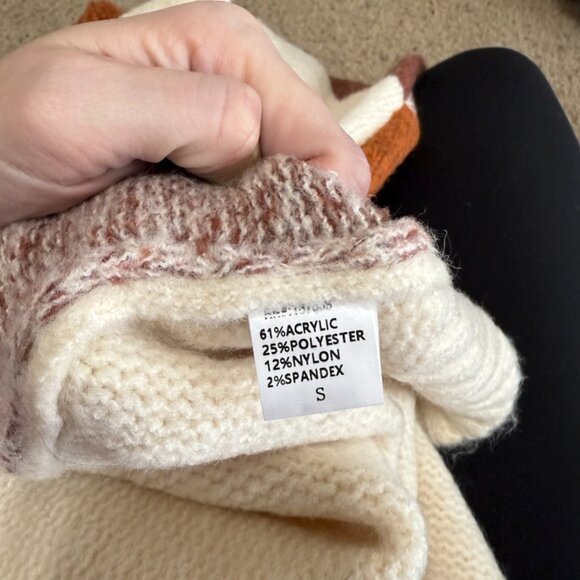 61%ACRYLIC
25%POLYESTER
12%NYLON
2%SPANDEX
S